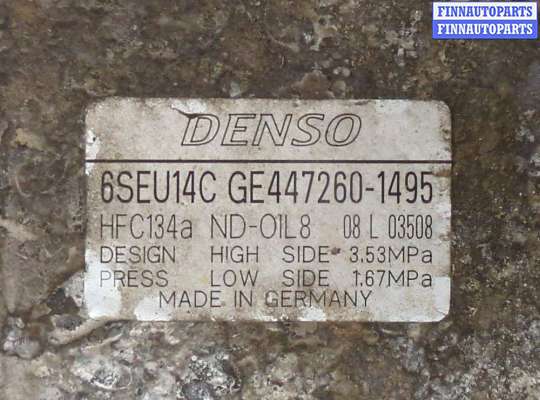 FINNAUTOPARTS
FINNAUTOPARTS
DENSO
6SEU14C GE447260-1495
HFC134a ND-OIL8 08 L 03508
DESIGN HIGH SIDE 3.53MPa
PRESS LOW SIDE 1.67MPa
MADE IN GERMANY